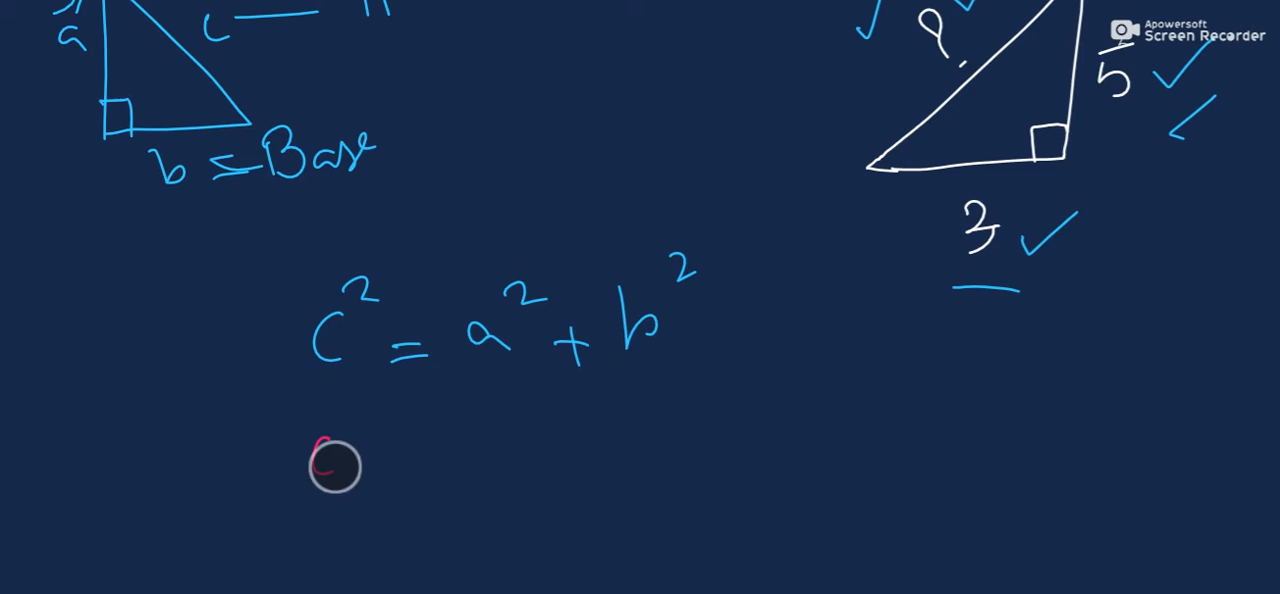 a
c
b = Base
?
5
3
c² = a² + b²
c
Apowersoft
Screen Recorder